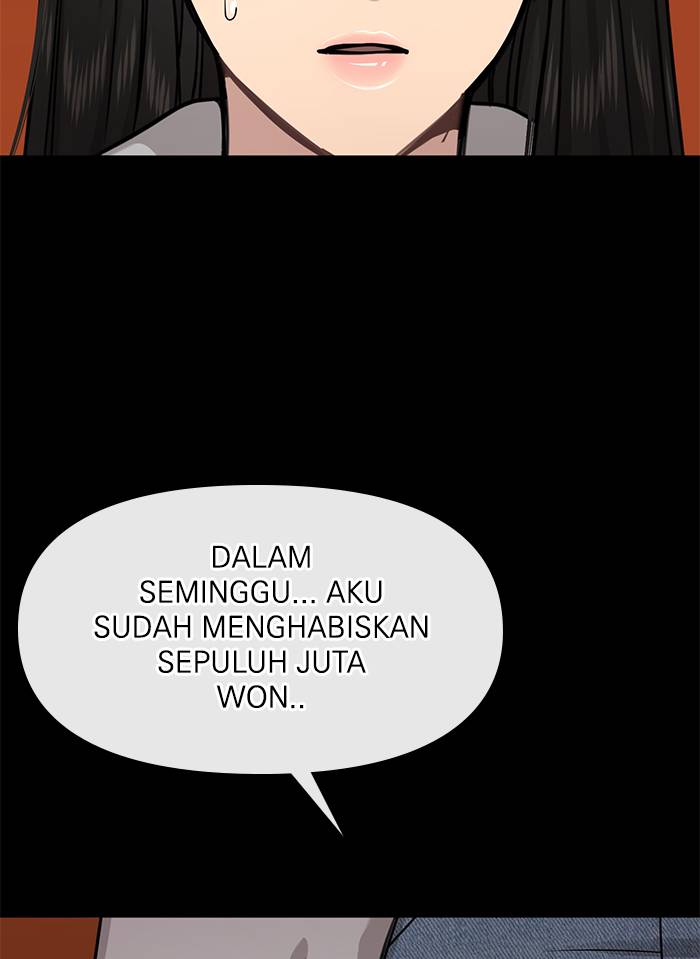 DALAM
SEMINGGU... AKU
SUDAH MENGHABISKAN
SEPULUH JUTA
WON..